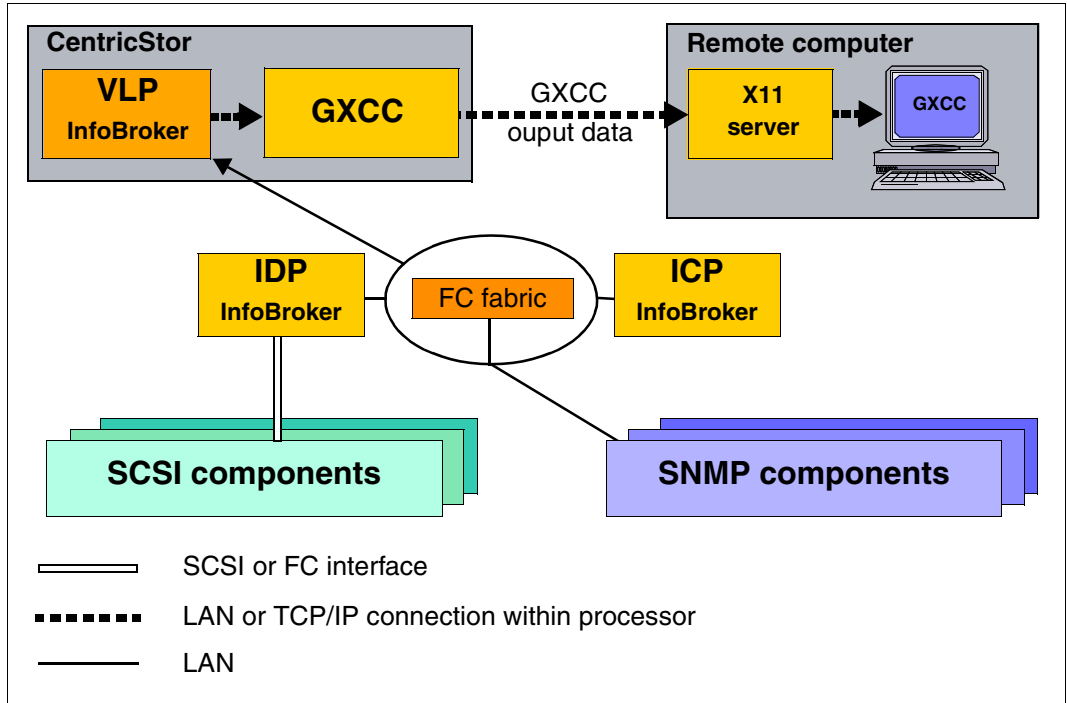 CentricStor
VLP
InfoBroker
GXCC
GXCC
ouput data
Remote computer
X11
server
GXCC
IDP
InfoBroker
FC fabric
ICP
InfoBroker
SCSI components
SNMP components
SCSI or FC interface
LAN or TCP/IP connection within processor
LAN